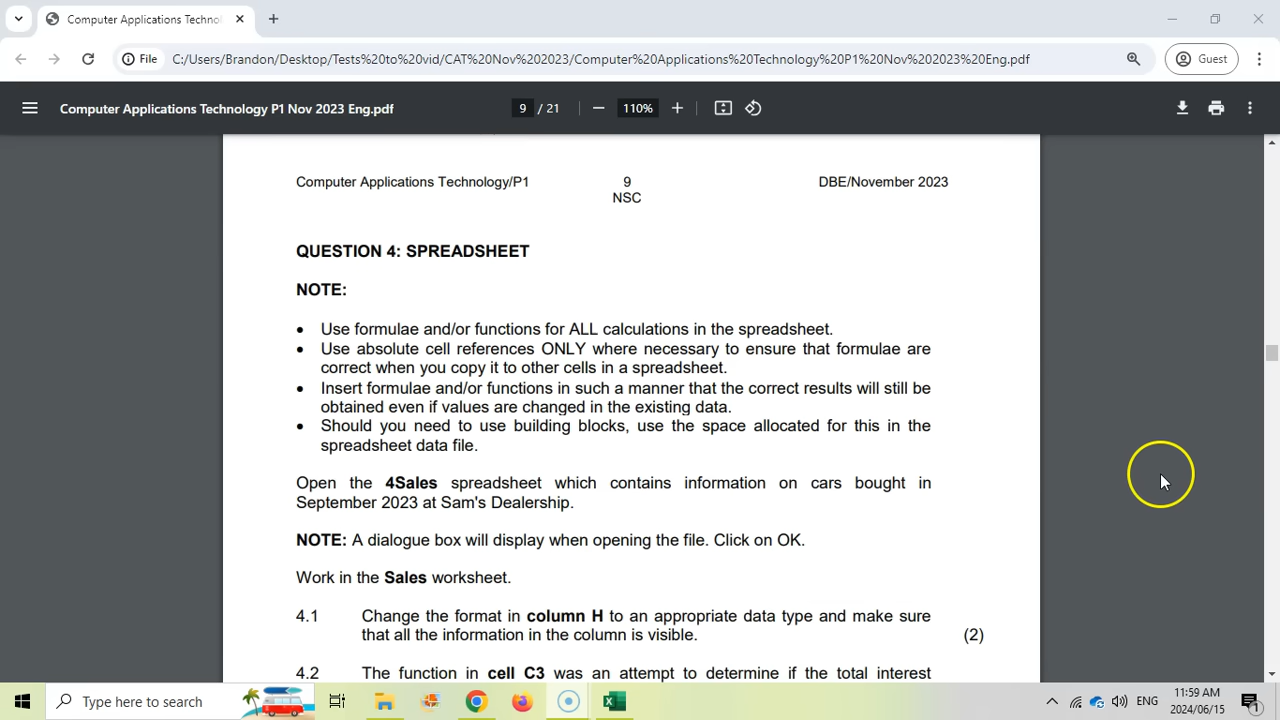 Computer Applications Techno
File
C:/Users/Brandon/Desktop/Tests%20to%20vid/CAT%20Nov%202023/Computer%20Applications%20Technology%20P1%20Nov%202023%20Eng.pdf
Guest
Computer Applications Technology P1 Nov 2023 Eng.pdf
9 / 21
110%
Computer Applications Technology/P1 9 DBE/November 2023
NSC
QUESTION 4: SPREADSHEET
NOTE:
• Use formulae and/or functions for ALL calculations in the spreadsheet.
• Use absolute cell references ONLY where necessary to ensure that formulae are
correct when you copy it to other cells in a spreadsheet.
• Insert formulae and/or functions in such a manner that the correct results will still be
obtained even if values are changed in the existing data.
• Should you need to use building blocks, use the space allocated for this in the
spreadsheet data file.
Open the 4Sales spreadsheet which contains information on cars bought in
September 2023 at Sam's Dealership.
NOTE: A dialogue box will display when opening the file. Click on OK.
Work in the Sales worksheet.
4.1 Change the format in column H to an appropriate data type and make sure
that all the information in the column is visible. (2)
4.2 The function in cell C3 was an attempt to determine if the total interest
Type here to search
ENG
11:59 AM
2024/06/15
1